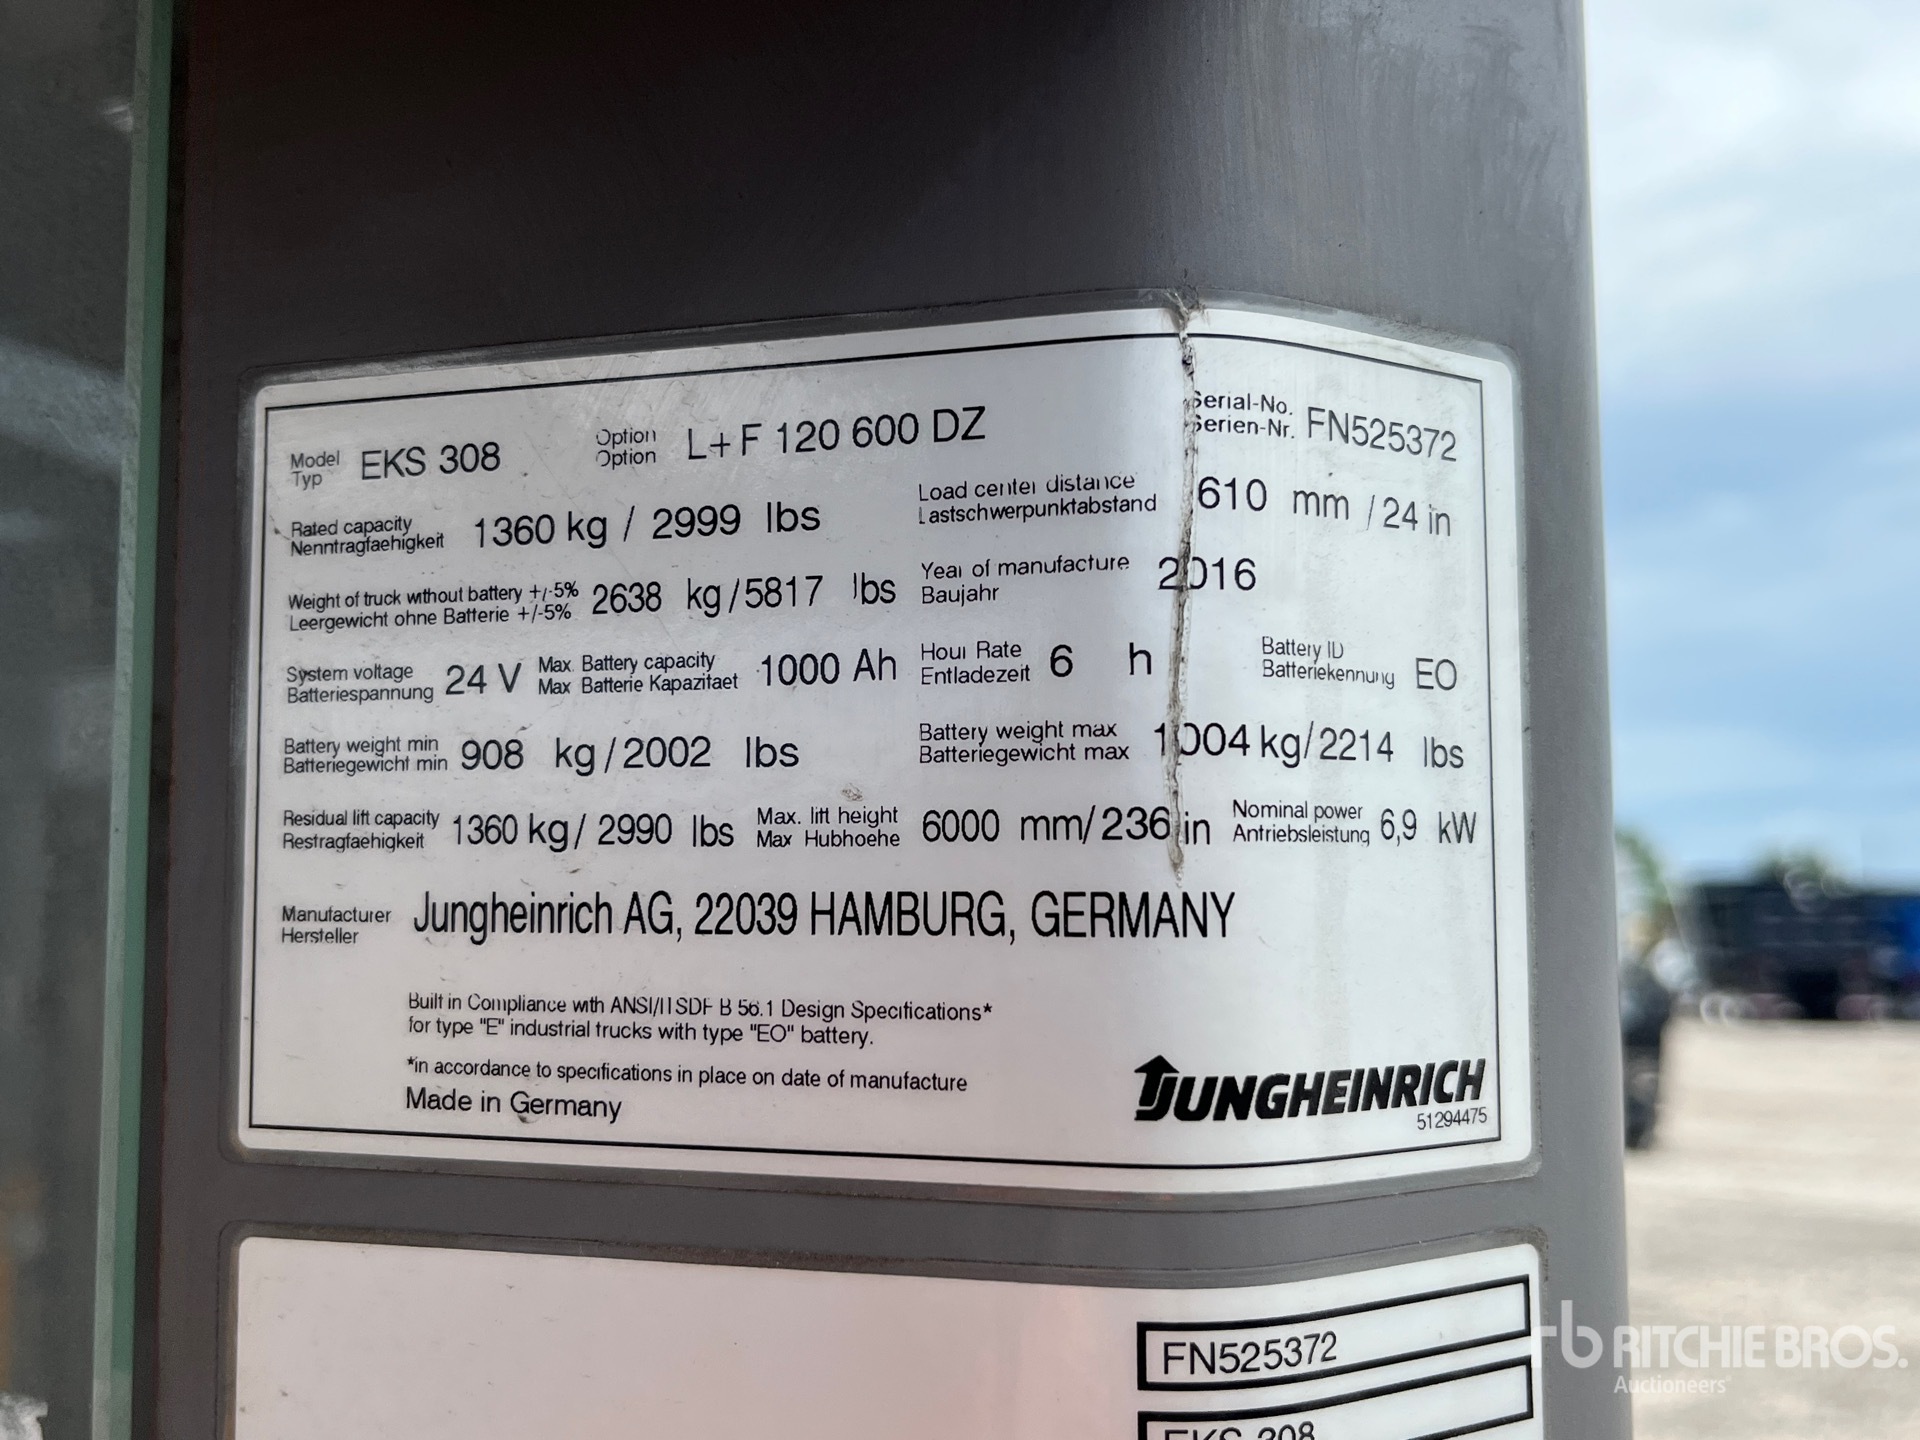 Model EKS 308 Option L+F 120 600 DZ Serial-No. FN525372
Typ Option Serien-Nr.
Rated capacity 1360 kg / 2999 lbs Load center distance 610 mm / 24 in
Nenntragfaehigkeit Lastschwerpunktabstand
Weight of truck without battery +/-5% 2638 kg/5817 lbs Year of manufacture 2016
Leergewicht ohne Batterie +/-5% Baujahr
System voltage 24 V Max. Battery capacity 1000 Ah Hour Rate 6 h Battery ID EO
Batteriespannung Max Batterie Kapazitaet Entladezeit Batteriekennung
Battery weight min 908 kg/2002 lbs Battery weight max 1004 kg/2214 lbs
Batteriegewicht min Batteriegewicht max
Residual lift capacity 1360 kg/ 2990 lbs Max. lift height 6000 mm/236 in Nominal power 6,9 kW
Restragfaehigkeit Max Hubhoehe Antriebsleistung
Manufacturer Jungheinrich AG, 22039 HAMBURG, GERMANY
Hersteller
Built in Compliance with ANSI/ITSDF B 56.1 Design Specifications*
for type "E" industrial trucks with type "EO" battery.
*in accordance to specifications in place on date of manufacture
Made in Germany
JUNGHEINRICH
51294475
FN525372
EKS 308
rb RITCHIE BROS.
Auctioneers